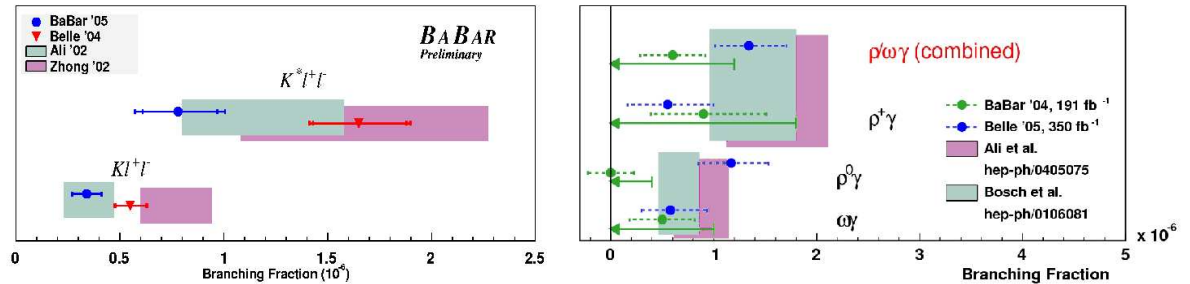 BaBar '05
Belle '04
Ali '02
Zhong '02
BABAR
Preliminary
K*l+l-
Kl+l-
0 0.5 1 1.5 2 2.5
Branching Fraction (10-6)
ρ/ωγ (combined)
ρ+γ
ρ0γ
ωγ
BaBar '04, 191 fb -1
Belle '05, 350 fb-1
Ali et al.
hep-ph/0405075
Bosch et al.
hep-ph/0106081
x 10-6
0 1 2 3 4 5
Branching Fraction